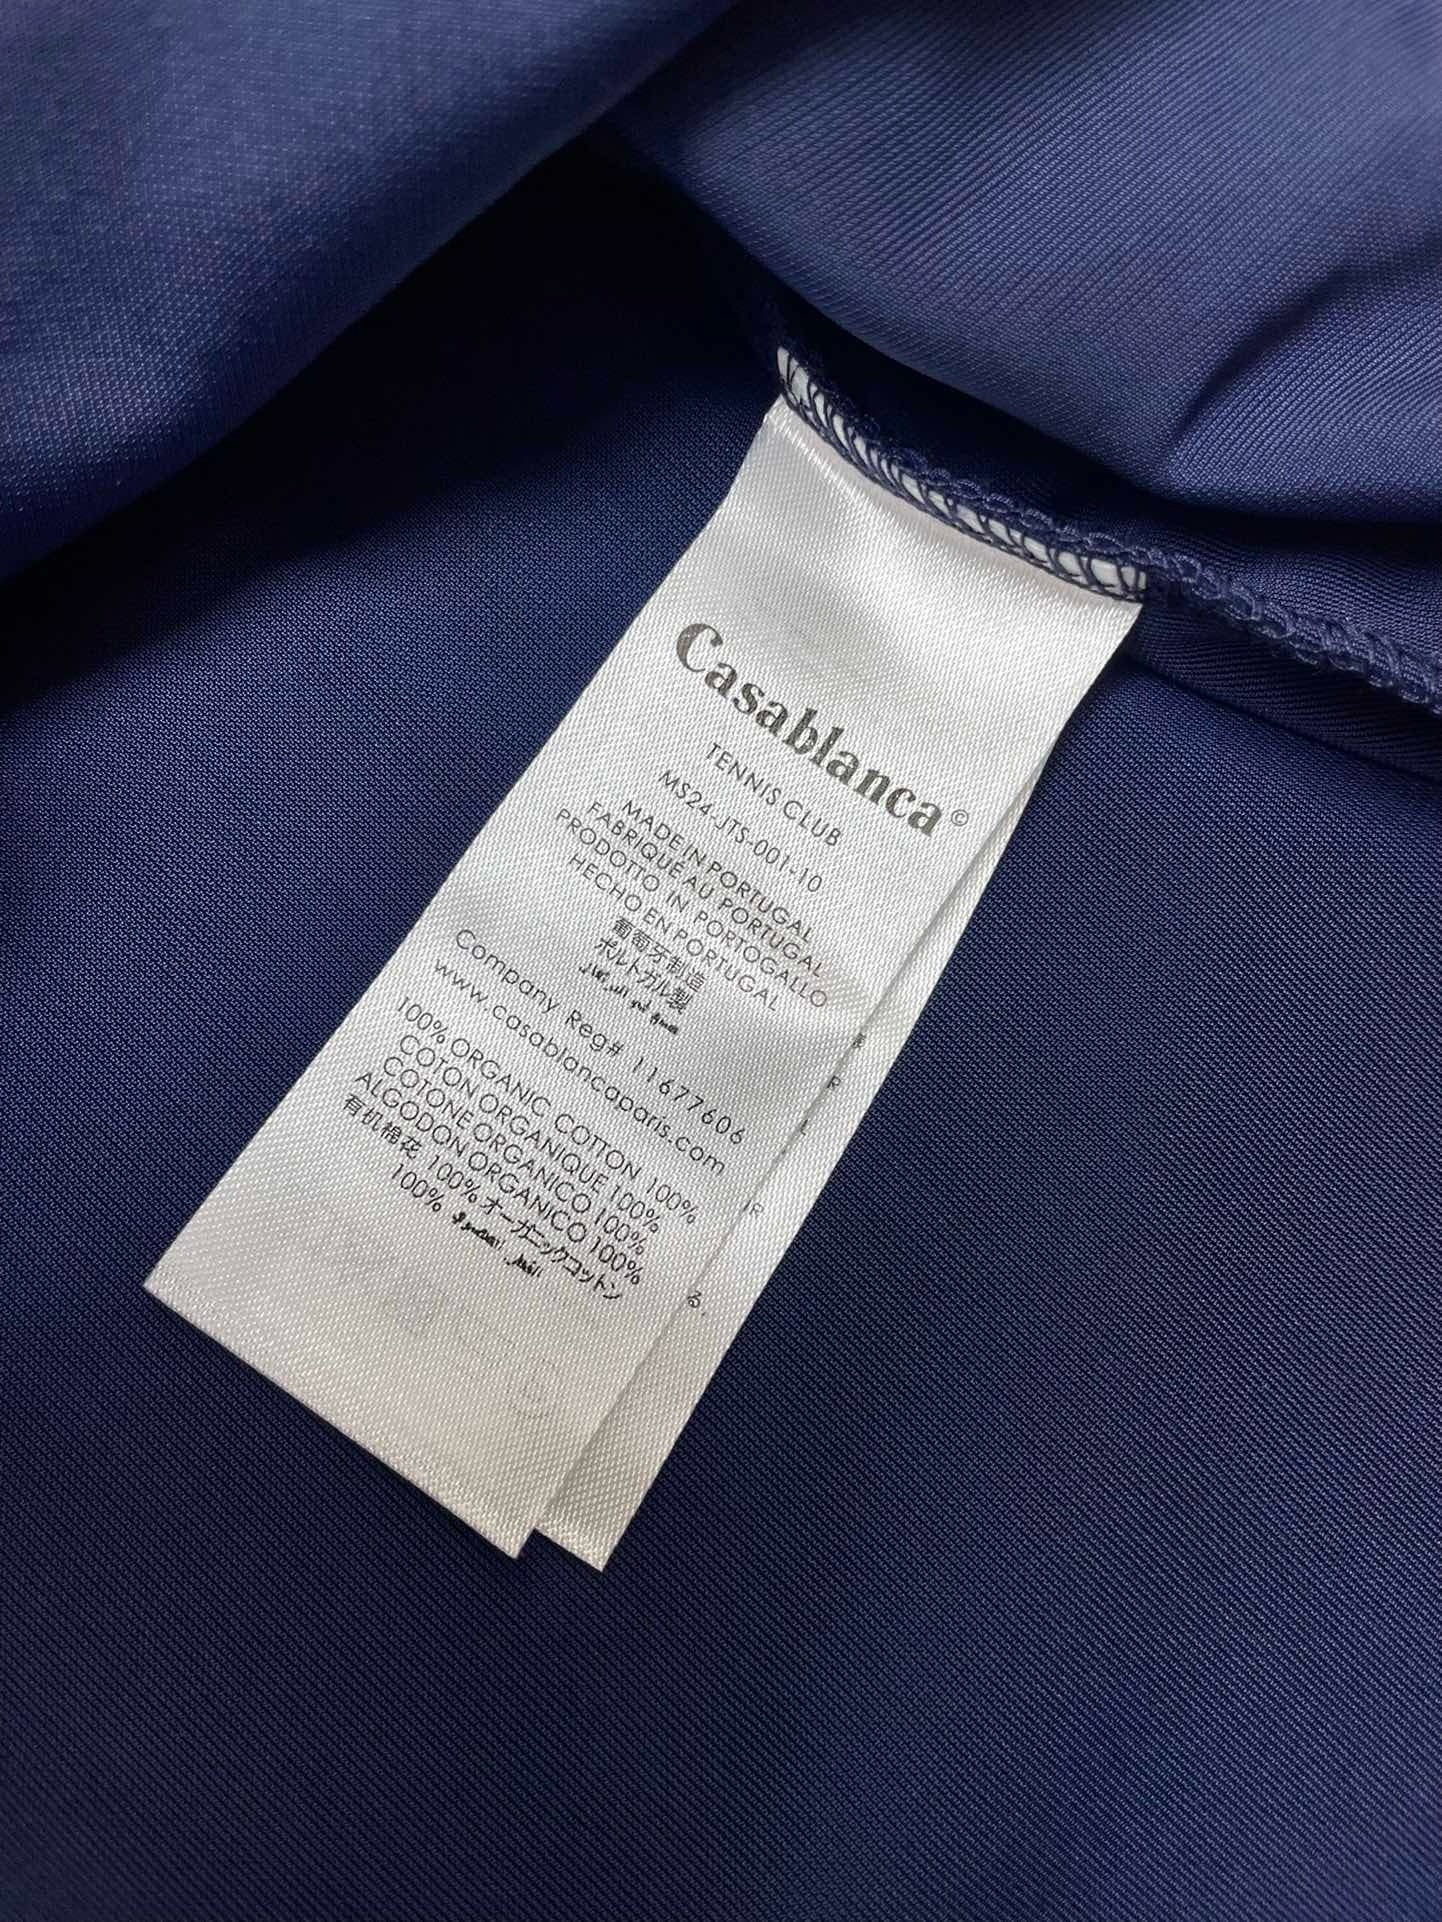 Casablanca©
TENNIS CLUB
MS24-JTS-001-10
MADE IN PORTUGAL
FABRIQUÉ AU PORTUGAL
PRODOTTO IN PORTOGALLO
HECHO EN PORTUGAL
葡萄牙制造
ポルトガル製
Company Reg# 11677606
www.casablancaparis.com
100% ORGANIC COTTON 100%
COTON ORGANIQUE 100%
COTONE ORGANICO 100%
ALGODON ORGANICO 100%
有机棉花 100% オーガニックコットン
100%
R
L
る。